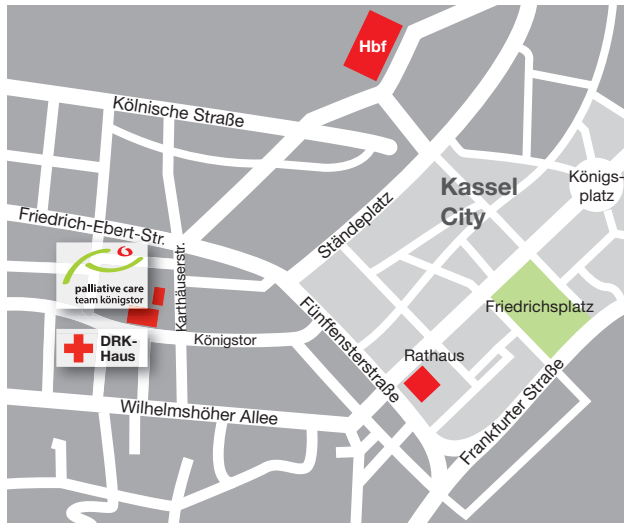 Hbf
Kölnische Straße
Kassel
City
Königs-
platz
Friedrich-Ebert-Str.
Ständeplatz
palliative care
team königstor
Karthäuserstr.
Friedrichsplatz
DRK-
Haus
Königstor
Fünffensterstraße
Rathaus
Wilhelmshöher Allee
Frankfurter Straße